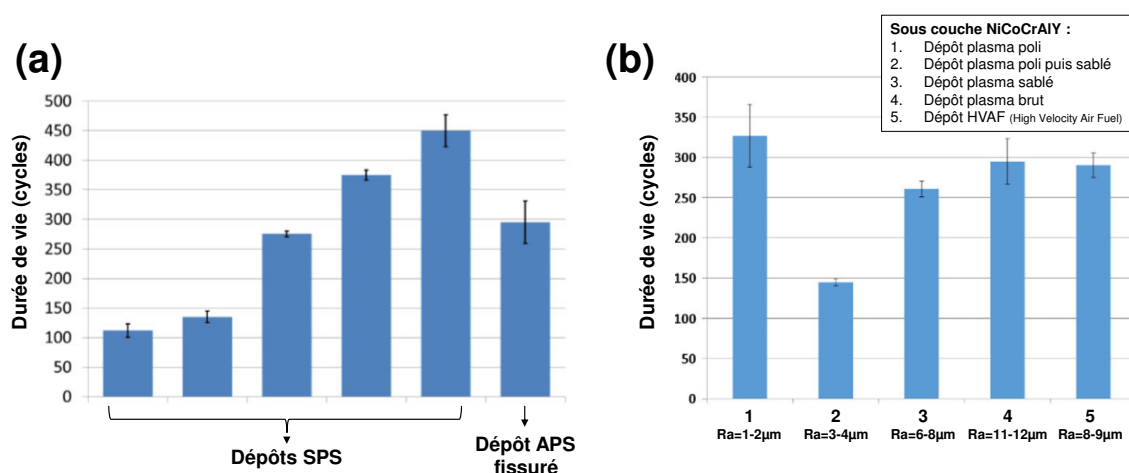 (a)
Durée de vie (cycles)
500
450
400
350
300
250
200
150
100
50
0
Dépôts SPS
Dépôt APS
fissuré
(b)
Sous couche NiCoCrAlY :
1. Dépôt plasma poli
2. Dépôt plasma poli puis sablé
3. Dépôt plasma sablé
4. Dépôt plasma brut
5. Dépôt HVAF (High Velocity Air Fuel)
Durée de vie (cycles)
400
350
300
250
200
150
100
50
0
1 2 3 4 5
Ra=1-2µm Ra=3-4µm Ra=6-8µm Ra=11-12µm Ra=8-9µm